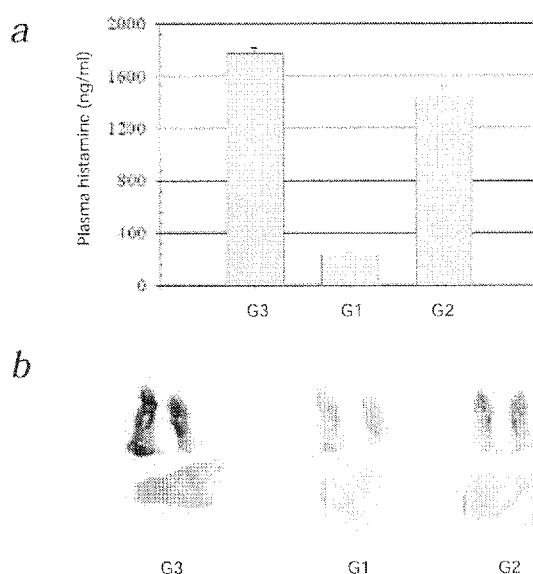 a
Plasma histamine (ng/ml)
2000
1600
1200
800
400
0
G3 G1 G2
b
G3 G1 G2